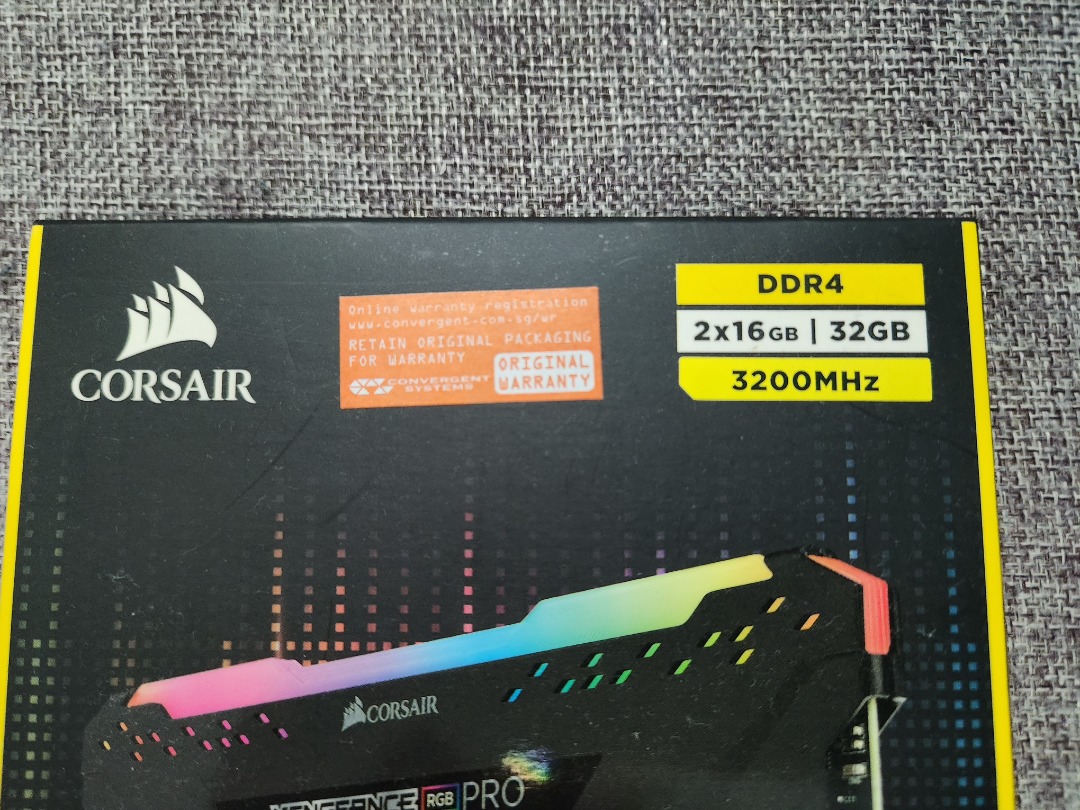 CORSAIR
Online warranty registration
www.convergent.com.sg/wr
RETAIN ORIGINAL PACKAGING
FOR WARRANTY
ORIGINAL
WARRANTY
CONVERGENT
SYSTEMS
DDR4
2x16GB | 32GB
3200MHz
CORSAIR
VENGEANCE RGB PRO